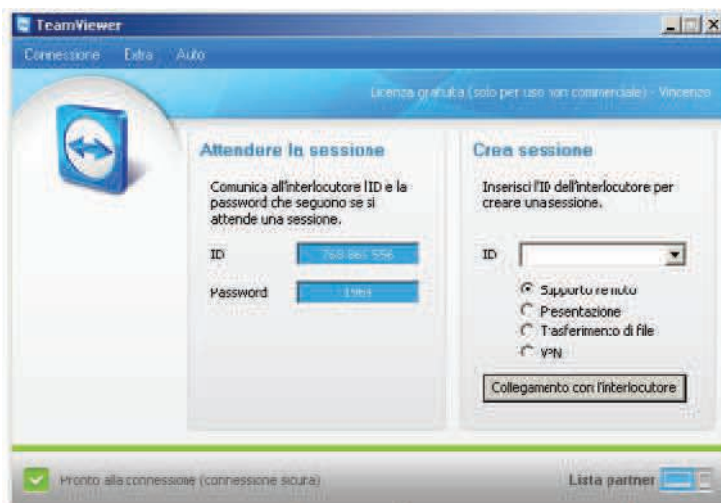 TeamViewer
Connessione Extra Auto
Licenza gratuita (solo per uso non commerciale) - Vincenzo
Attendere la sessione
Comunica all'interlocutore l'ID e la
password che seguono se si
attende una sessione.
ID
Password
Crea sessione
Inserisci l'ID dell'interlocutore per
creare una sessione.
ID
Supporto remoto
Presentazione
Trasferimento di file
VPN
Collegamento con l'interlocutore
Pronto alla connessione (connessione sicura)
Lista partner